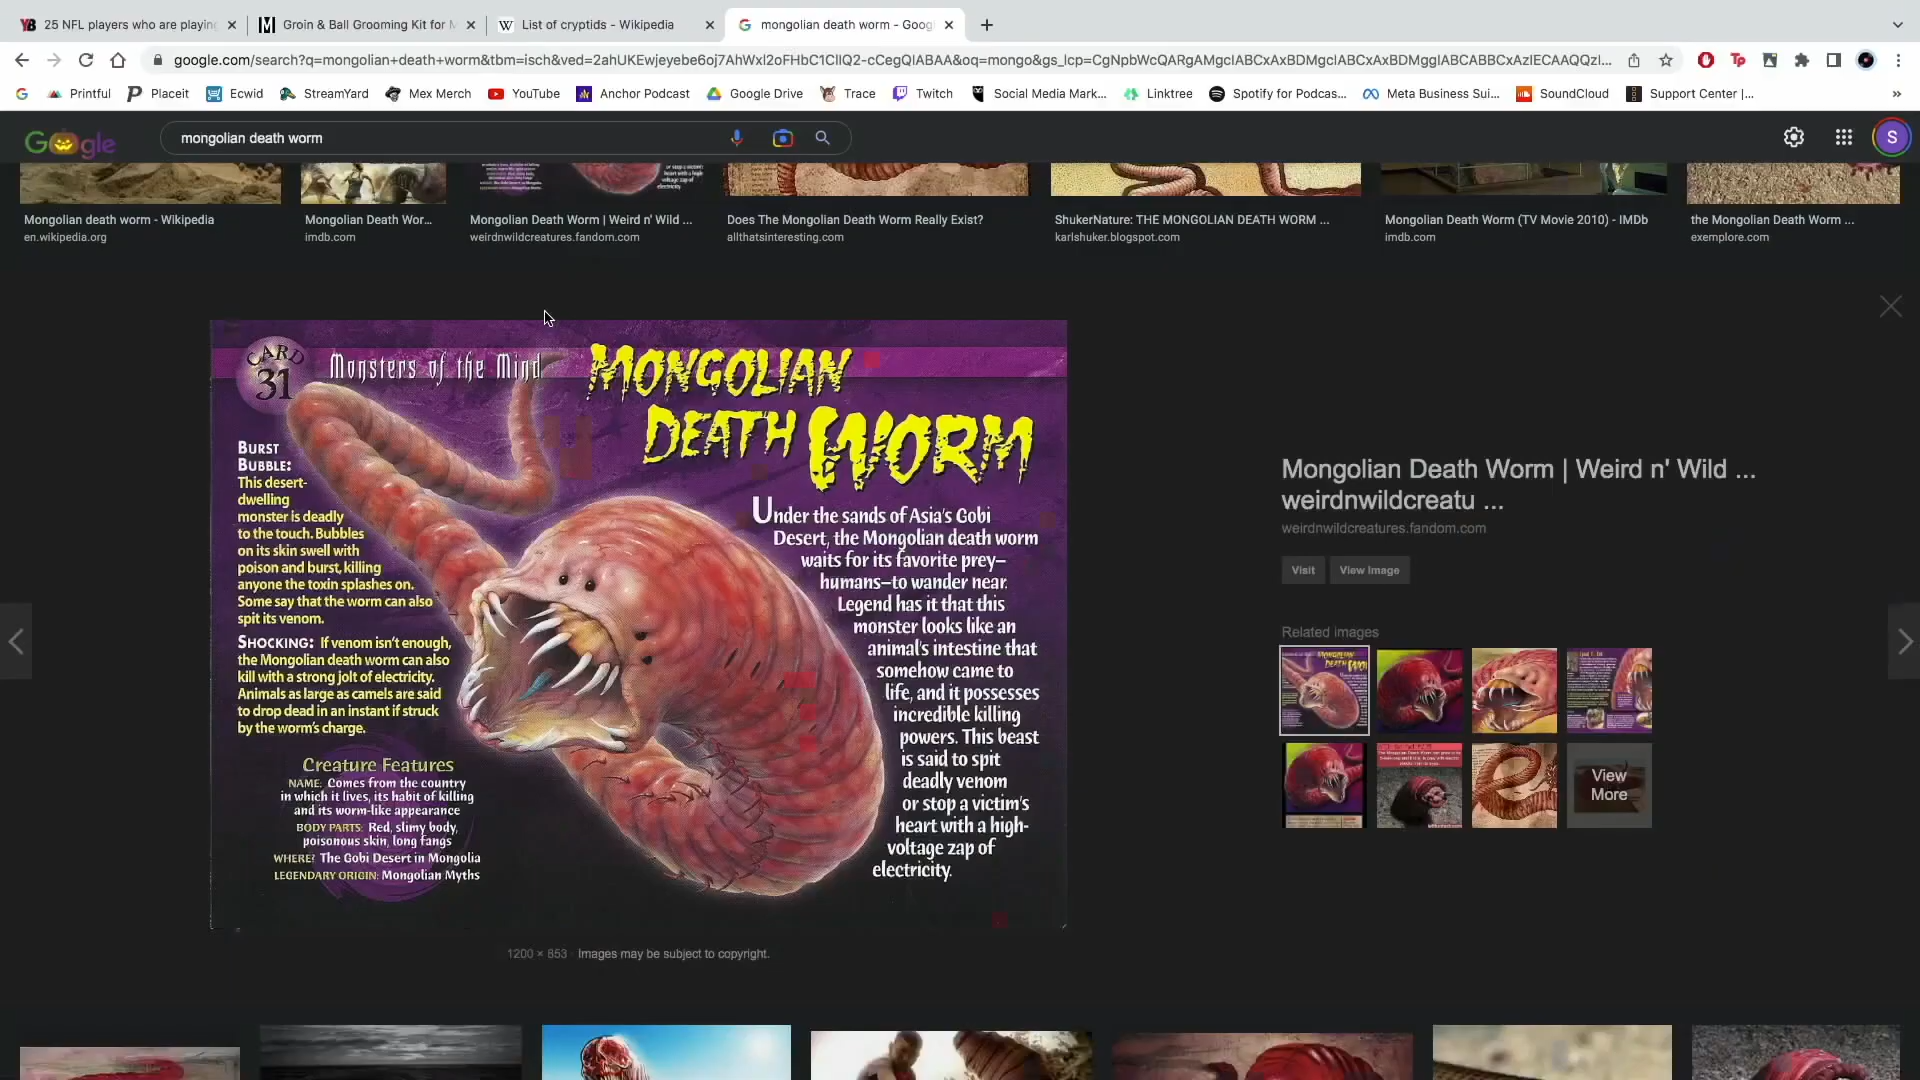 25 NFL players who are playin
Groin & Ball Grooming Kit for M
List of cryptids - Wikipedia
mongolian death worm - Goog
google.com/search?q=mongolian+death+worm&tbm=isch&ved=2ahUKEwjeyebe6oj7AhWxl2oFHbC1ClIQ2-cCegQIABAA&oq=mongo&gs_lcp=CgNpbWcQARgAMgcIABCxAxBDMgcIABCxAxBDMggIABCABBCxAzIECAAQQzI...
Printful
Placeit
Ecwid
StreamYard
Mex Merch
YouTube
Anchor Podcast
Google Drive
Trace
Twitch
Social Media Mark...
Linktree
Spotify for Podcas...
Meta Business Sui...
SoundCloud
Support Center |...
Google
mongolian death worm
S
Mongolian death worm - Wikipedia
en.wikipedia.org
Mongolian Death Wor...
imdb.com
Mongolian Death Worm | Weird n' Wild ...
weirdnwildcreatures.fandom.com
Does The Mongolian Death Worm Really Exist?
allthatsinteresting.com
ShukerNature: THE MONGOLIAN DEATH WORM ...
karlshuker.blogspot.com
Mongolian Death Worm (TV Movie 2010) - IMDb
imdb.com
the Mongolian Death Worm ...
exemplore.com
CARD
31
Monsters of the Mind
MONGOLIAN
DEATH WORM
BURST
BUBBLE:
This desert-
dwelling
monster is deadly
to the touch. Bubbles
on its skin swell with
poison and burst, killing
anyone the toxin splashes on.
Some say that the worm can also
spit its venom.
SHOCKING: If venom isn't enough,
the Mongolian death worm can also
kill with a strong jolt of electricity.
Animals as large as camels are said
to drop dead in an instant if struck
by the worm's charge.
Creature Features
NAME: Comes from the country
in which it lives, its habit of killing
and its worm-like appearance
BODY PARTS: Red, slimy body,
poisonous skin, long fangs
WHERE? The Gobi Desert in Mongolia
LEGENDARY ORIGIN: Mongolian Myths
Under the sands of Asia's Gobi
Desert, the Mongolian death worm
waits for its favorite prey–
humans–to wander near.
Legend has it that this
monster looks like an
animal's intestine that
somehow came to
life, and it possesses
incredible killing
powers. This beast
is said to spit
deadly venom
or stop a victim's
heart with a high-
voltage zap of
electricity.
1200 × 853 · Images may be subject to copyright.
Mongolian Death Worm | Weird n' Wild ...
weirdnwildcreatu ...
weirdnwildcreatures.fandom.com
Visit
View Image
Related images
View
More